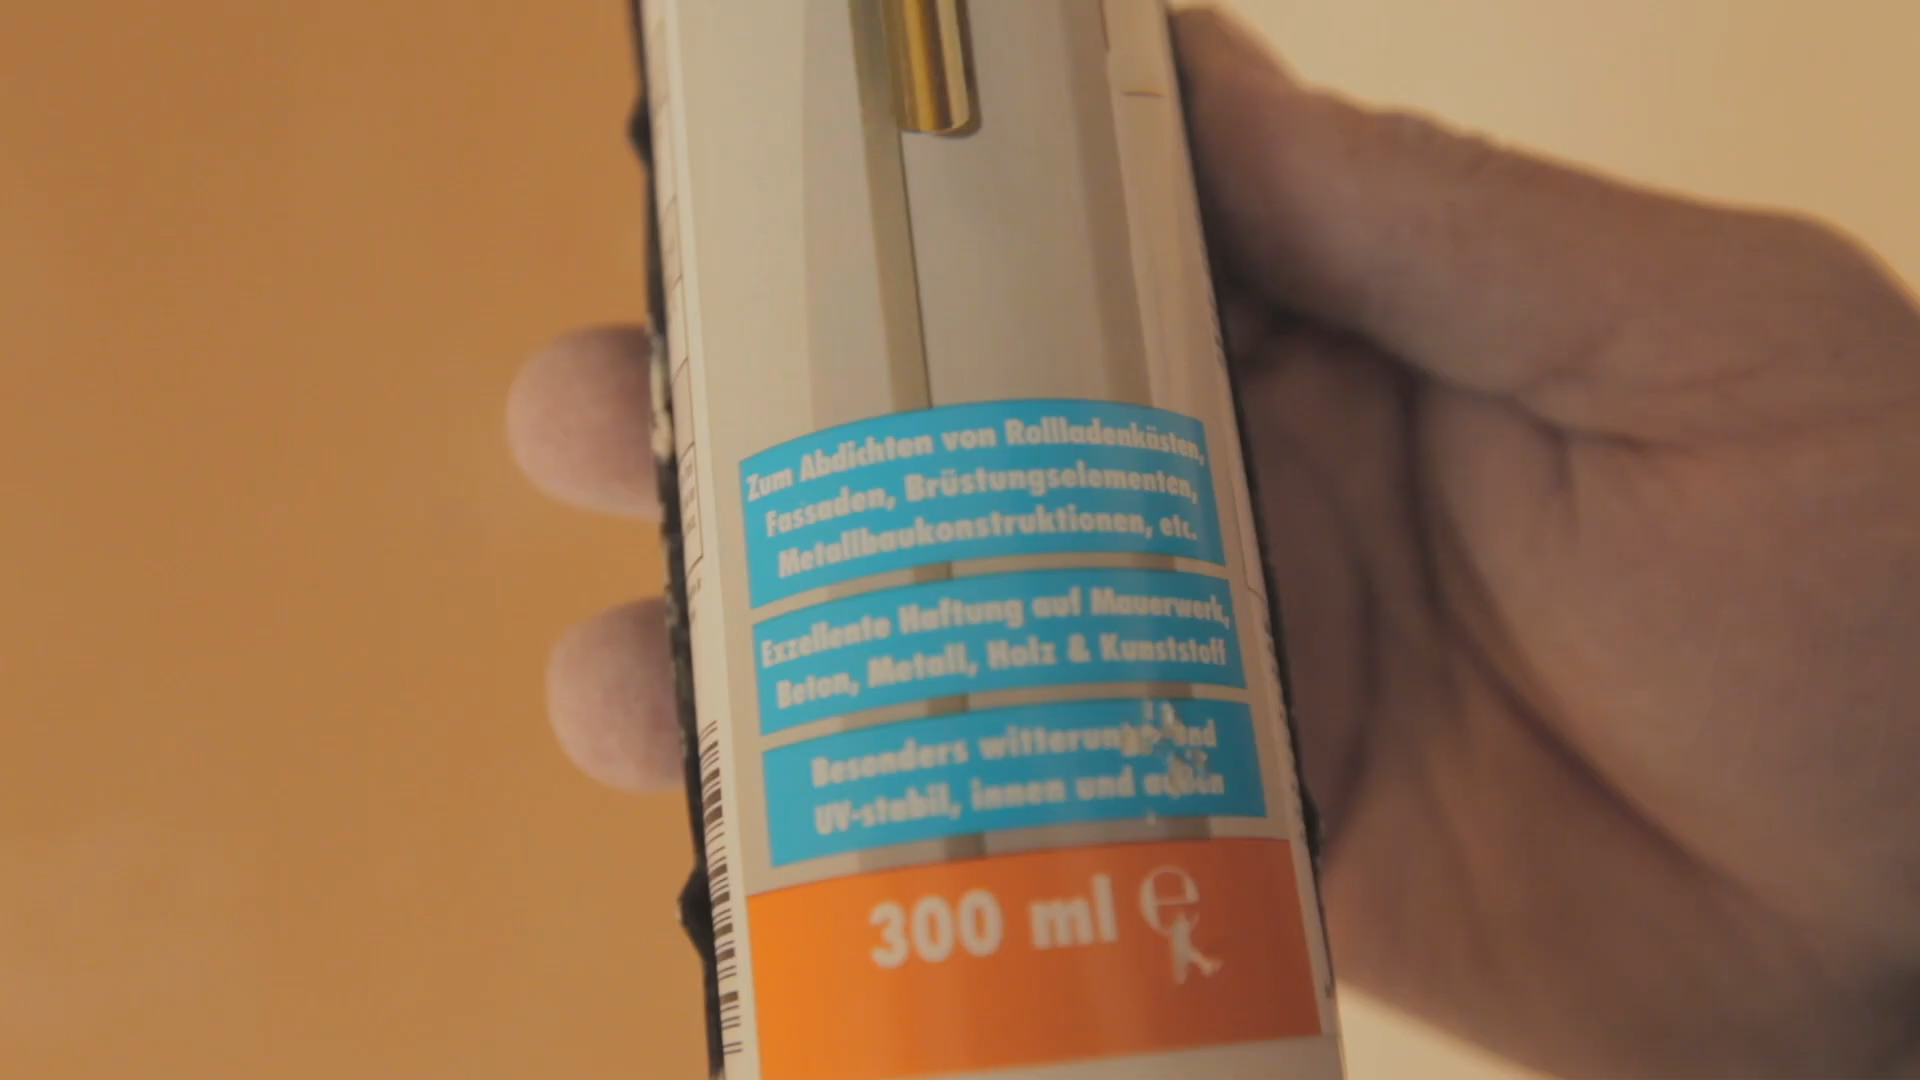 Zum Abdichten von Rollladenkästen,
Fassaden, Brüstungselementen,
Metallbaukonstruktionen, etc.
Exzellente Haftung auf Mauerwerk,
Beton, Metall, Holz & Kunststoff
Besonders witterungs- und
UV-stabil, innen und außen
300 ml ℮